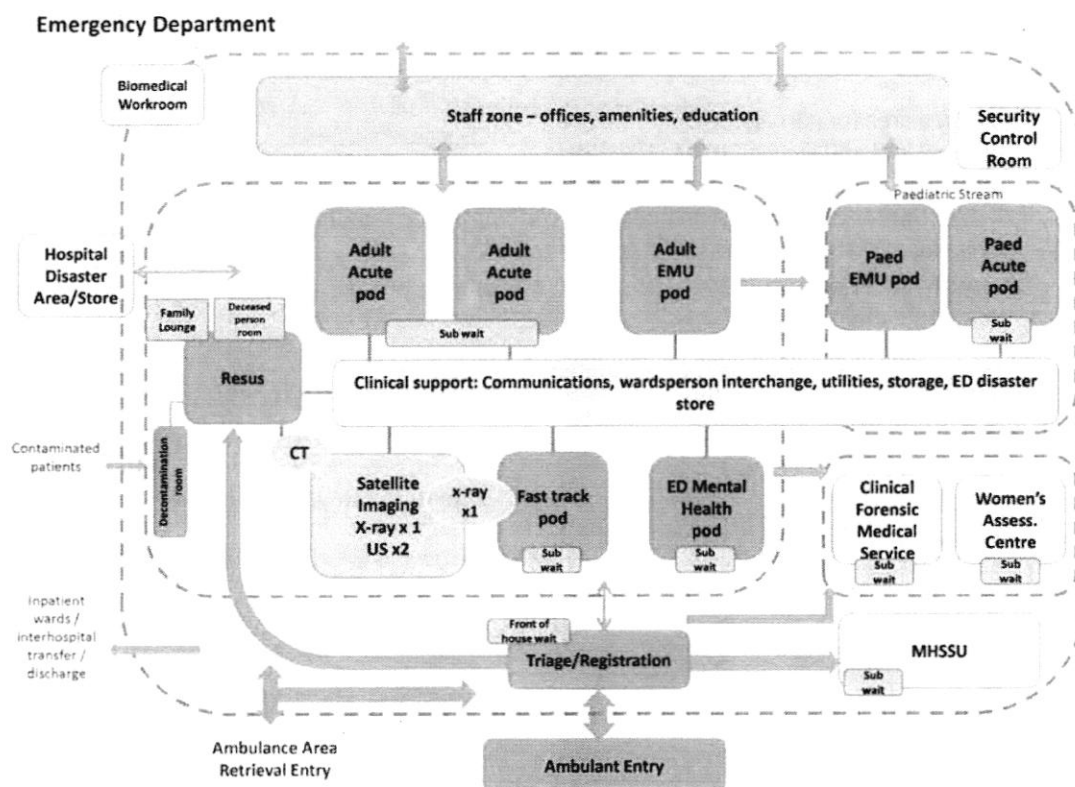 Emergency Department
Biomedical
Workroom
Staff zone – offices, amenities, education
Security
Control
Room
Paediatric Stream
Hospital
Disaster
Area/Store
Adult
Acute
pod
Adult
Acute
pod
Adult
EMU
pod
Paed
EMU pod
Paed
Acute
pod
Sub
wait
Family
Lounge
Deceased
person
room
Sub wait
Resus
Clinical support: Communications, wardsperson interchange, utilities, storage, ED disaster
store
Contaminated
patients
Decontamination
room
CT
Satellite
Imaging
X-ray x 1
US x2
x-ray
x1
Fast track
pod
Sub
wait
ED Mental
Health
pod
Sub
wait
Clinical
Forensic
Medical
Service
Sub
wait
Women's
Assess.
Centre
Sub
wait
Inpatient
wards /
interhospital
transfer /
discharge
Front of
house wait
Triage/Registration
MHSSU
Sub
wait
Ambulance Area
Retrieval Entry
Ambulant Entry